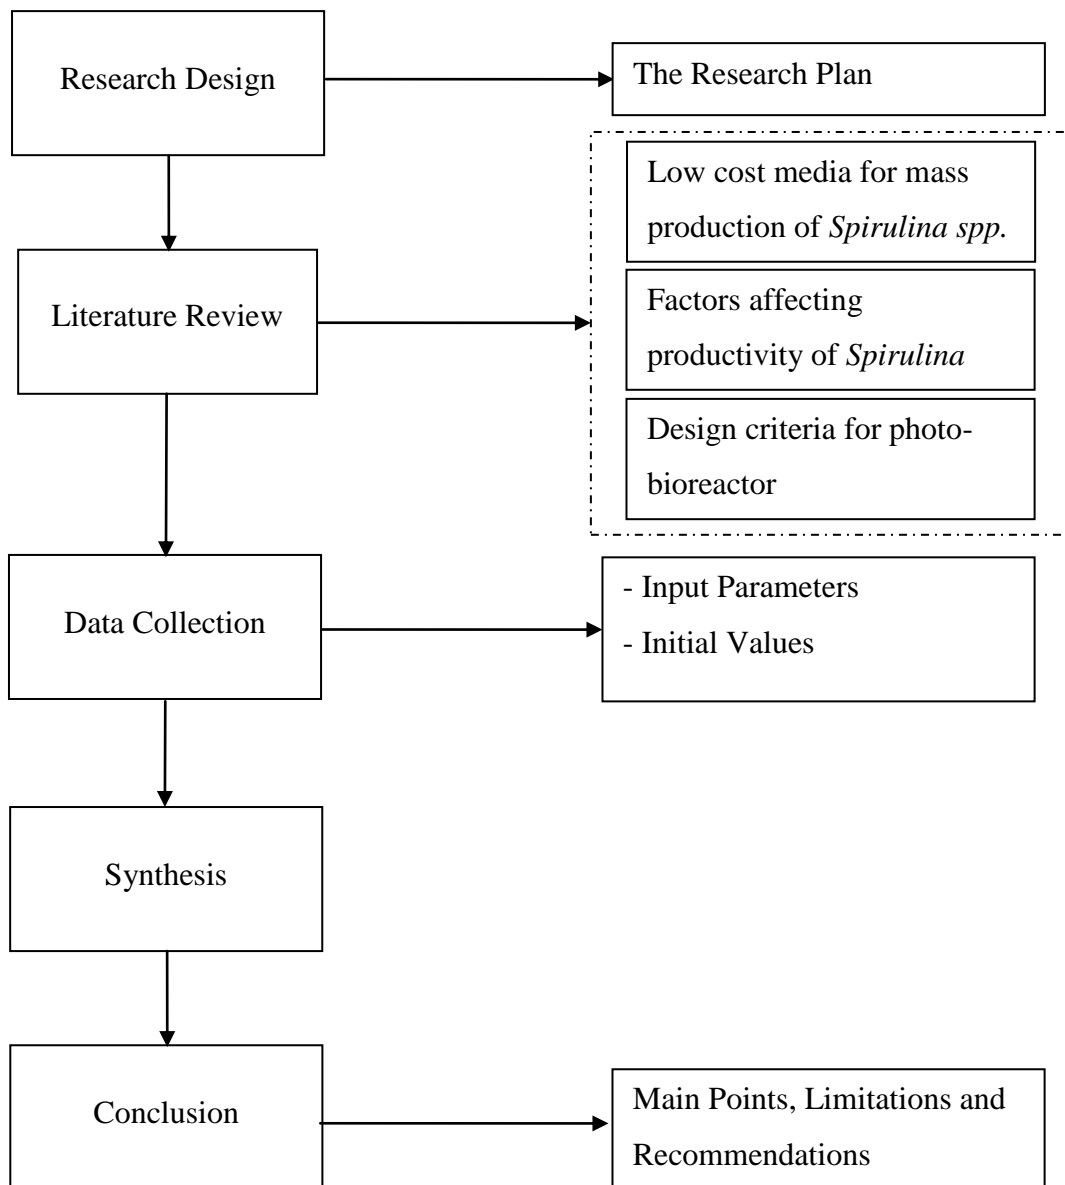 Research Design
The Research Plan
Low cost media for mass
production of Spirulina spp.
Literature Review
Factors affecting
productivity of Spirulina
Design criteria for photo-
bioreactor
Data Collection
- Input Parameters
- Initial Values
Synthesis
Conclusion
Main Points, Limitations and
Recommendations